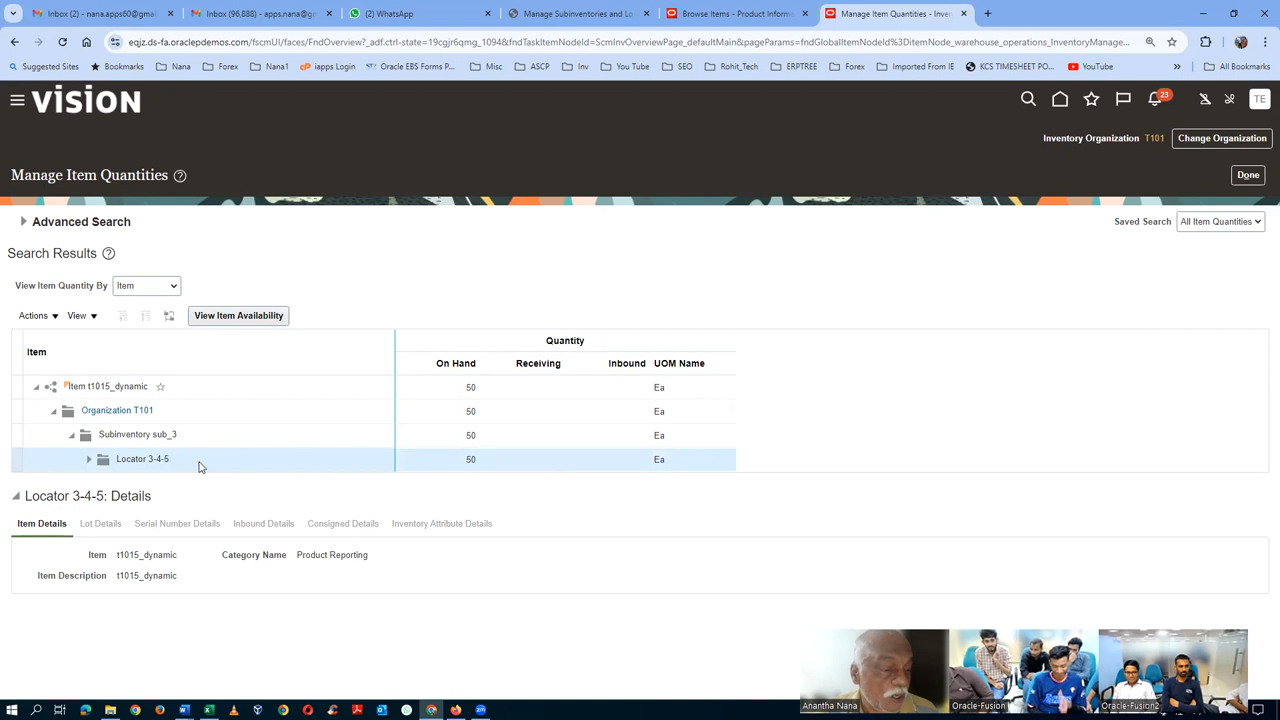 Inbox (2) - nana.apps60@gmail.c
Inbox (96,888) - apps.nana@gm
(2) WhatsApp
Manage Subinventories and Lo
Browse Items - Product Informa
Manage Item Quantities - Inven
eqjz.ds-fa.oraclepdemos.com/fscmUI/faces/FndOverview?_adf.ctrl-state=19cgjr6qmg_1094&fndTaskItemNodeId=ScmInvOverviewPage_defaultMain&pageParams=fndGlobalItemNodeId%3DitemNode_warehouse_operations_InventoryManage...
Suggested Sites
Bookmarks
Nana
Forex
Nana1
iapps Login
Oracle EBS Forms P...
Misc
ASCP
Inv
You Tube
SEO
Rohit_Tech
ERPTREE
Forex
Imported From IE
KCS TIMESHEET PO...
YouTube
All Bookmarks
VISION
23
TE
Inventory Organization T101
Change Organization
Manage Item Quantities
Done
Advanced Search
Saved Search All Item Quantities
Search Results
View Item Quantity By Item
Actions
View
View Item Availability
Item
Quantity
On Hand
Receiving
Inbound
UOM Name
Item t1015_dynamic 50 Ea
Organization T101 50 Ea
Subinventory sub_3 50 Ea
Locator 3-4-5 50 Ea
Locator 3-4-5: Details
Item Details
Lot Details
Serial Number Details
Inbound Details
Consigned Details
Inventory Attribute Details
Item t1015_dynamic
Category Name Product Reporting
Item Description t1015_dynamic
Anantha Nana
Oracle-Fusion
Oracle-Fusion2